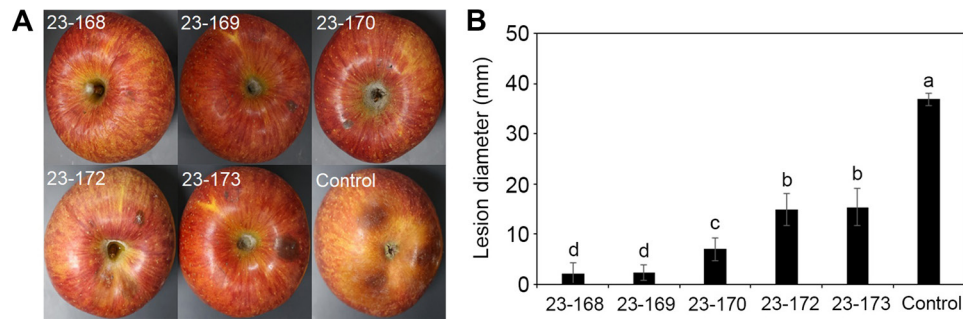 A
23-168
23-169
23-170
23-172
23-173
Control
B
Lesion diameter (mm)
50
40
30
20
10
0
d
d
c
b
b
a
23-168
23-169
23-170
23-172
23-173
Control